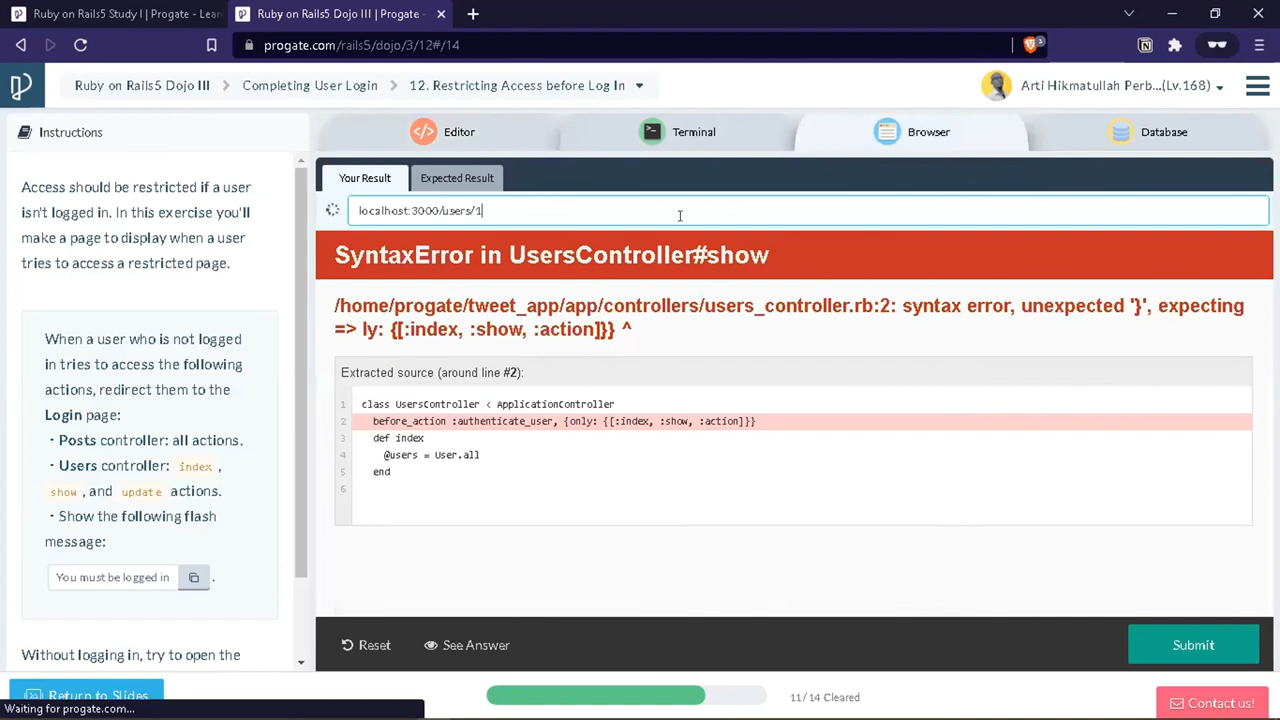 Ruby on Rails5 Study I | Progate - Lear
Ruby on Rails5 Dojo III | Progate -
progate.com/rails5/dojo/3/12#/14
3
Ruby on Rails5 Dojo III
Completing User Login
12. Restricting Access before Log In
Arti Hikmatullah Perb...(Lv.168)
Instructions
Editor
Terminal
Browser
Database
Your Result
Expected Result
localhost:3000/users/1
Access should be restricted if a user
isn't logged in. In this exercise you'll
make a page to display when a user
tries to access a restricted page.
When a user who is not logged
in tries to access the following
actions, redirect them to the
Login page:
・Posts controller: all actions.
・Users controller: index ,
show , and update actions.
・Show the following flash
message:
You must be logged in .
Without logging in, try to open the
SyntaxError in UsersController#show
/home/progate/tweet_app/app/controllers/users_controller.rb:2: syntax error, unexpected '}', expecting
=> ly: {[:index, :show, :action]}} ^
Extracted source (around line #2):
1 class UsersController < ApplicationController
2 before_action :authenticate_user, {only: {[:index, :show, :action]}}
3 def index
4 @users = User.all
5 end
6
Reset
See Answer
Submit
Return to Slides
11/14 Cleared
Contact us!
Waiting for progate.com...